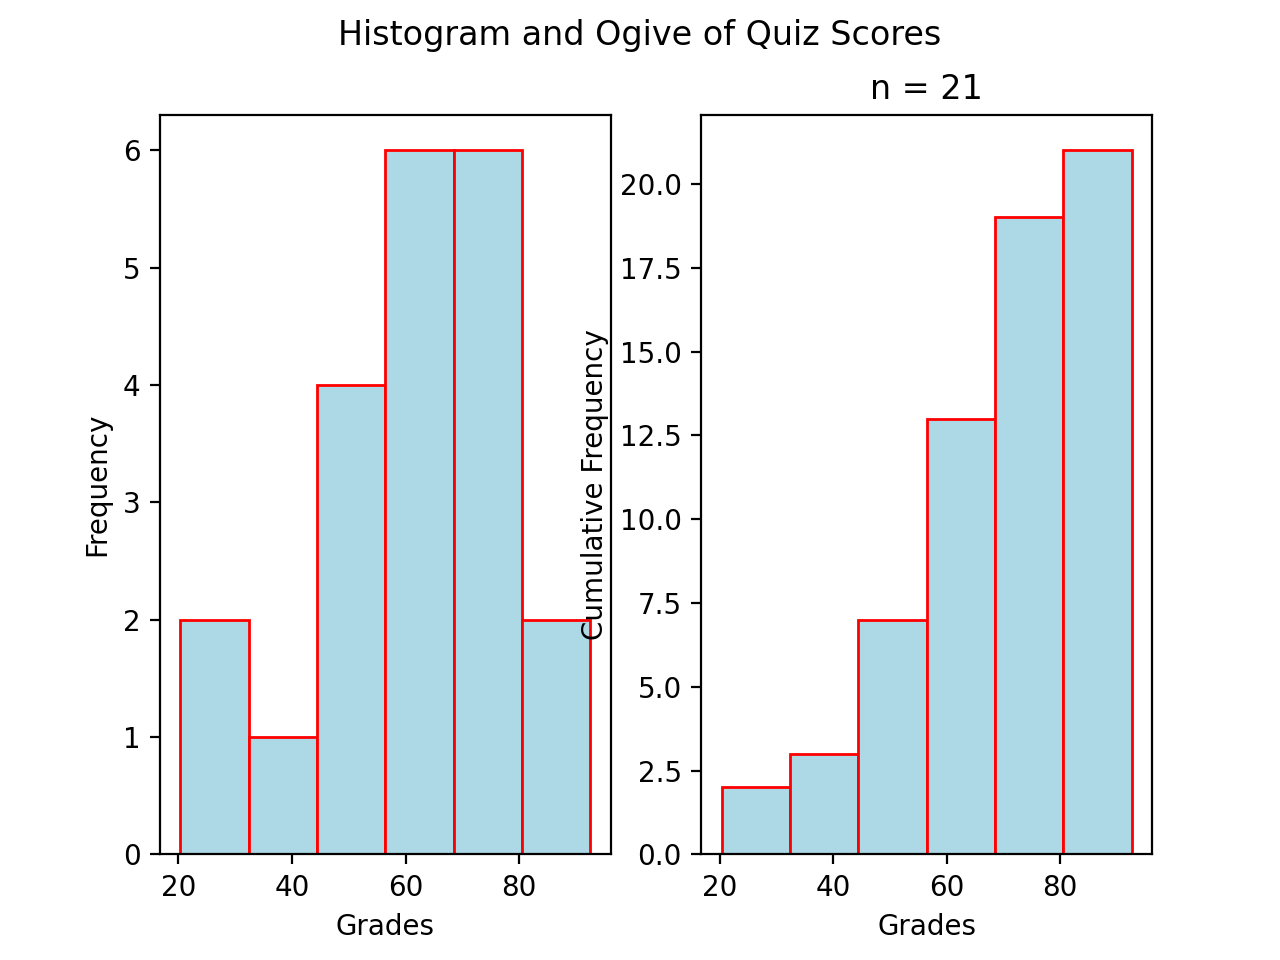 Histogram and Ogive of Quiz Scores
6
5
4
3
2
1
0
Frequency
20 40 60 80
Grades
n = 21
20.0
17.5
15.0
12.5
10.0
7.5
5.0
2.5
0.0
Cumulative Frequency
20 40 60 80
Grades